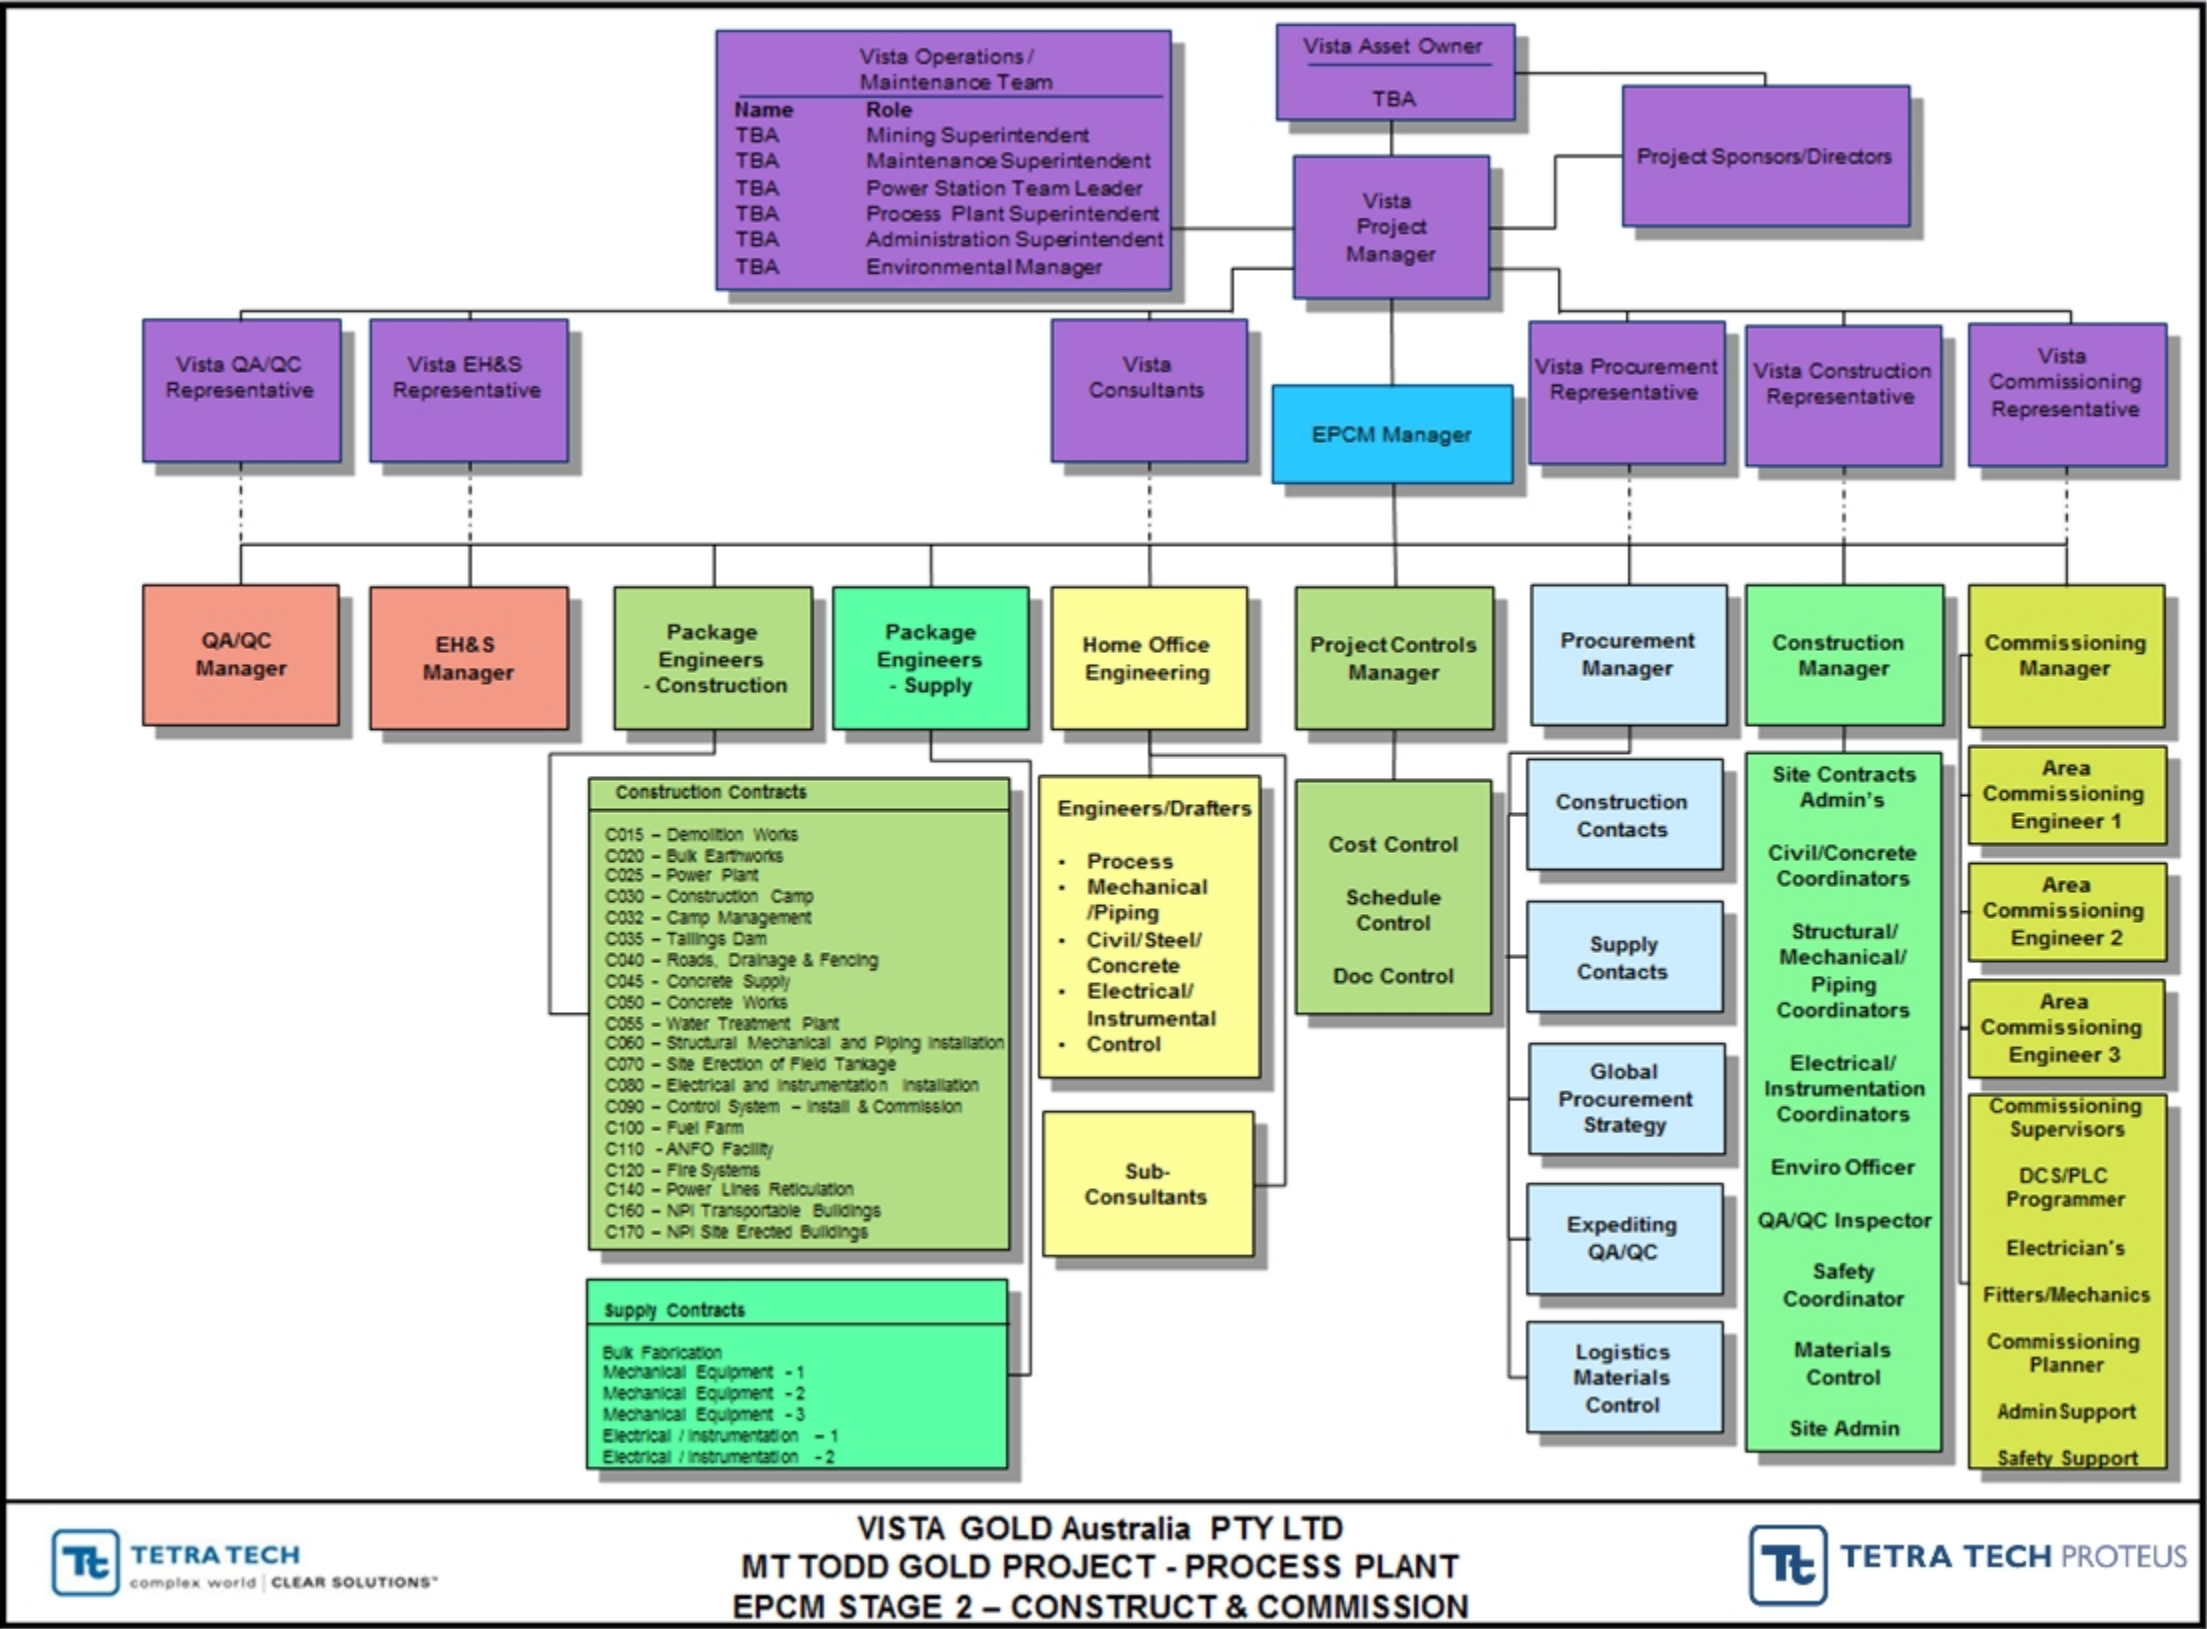 Vista Operations /
Maintenance Team
Name Role
TBA Mining Superintendent
TBA Maintenance Superintendent
TBA Power Station Team Leader
TBA Process Plant Superintendent
TBA Administration Superintendent
TBA Environmental Manager
Vista Asset Owner
TBA
Project Sponsors/Directors
Vista
Project
Manager
Vista QA/QC
Representative
Vista EH&S
Representative
Vista
Consultants
EPCM Manager
Vista Procurement
Representative
Vista Construction
Representative
Vista
Commissioning
Representative
QA/QC
Manager
EH&S
Manager
Package
Engineers
- Construction
Package
Engineers
- Supply
Home Office
Engineering
Project Controls
Manager
Procurement
Manager
Construction
Manager
Commissioning
Manager
Construction Contracts
C015 – Demolition Works
C020 – Bulk Earthworks
C025 – Power Plant
C030 – Construction Camp
C032 – Camp Management
C035 – Tailings Dam
C040 – Roads, Drainage & Fencing
C045 - Concrete Supply
C050 – Concrete Works
C055 – Water Treatment Plant
C060 – Structural Mechanical and Piping Installation
C070 – Site Erection of Field Tankage
C080 – Electrical and Instrumentation Installation
C090 – Control System – Install & Commission
C100 – Fuel Farm
C110 - ANFO Facility
C120 – Fire Systems
C140 – Power Lines Reticulation
C160 – NPI Transportable Buildings
C170 – NPI Site Erected Buildings
Supply Contracts
Bulk Fabrication
Mechanical Equipment - 1
Mechanical Equipment - 2
Mechanical Equipment - 3
Electrical / Instrumentation – 1
Electrical / Instrumentation - 2
Engineers/Drafters
• Process
• Mechanical
/Piping
• Civil/Steel/
Concrete
• Electrical/
Instrumental
• Control
Sub-
Consultants
Cost Control
Schedule
Control
Doc Control
Construction
Contacts
Supply
Contacts
Global
Procurement
Strategy
Expediting
QA/QC
Logistics
Materials
Control
Site Contracts
Admin's
Civil/Concrete
Coordinators
Structural/
Mechanical/
Piping
Coordinators
Electrical/
Instrumentation
Coordinators
Enviro Officer
QA/QC Inspector
Safety
Coordinator
Materials
Control
Site Admin
Area
Commissioning
Engineer 1
Area
Commissioning
Engineer 2
Area
Commissioning
Engineer 3
Commissioning
Supervisors
DCS/PLC
Programmer
Electrician's
Fitters/Mechanics
Commissioning
Planner
Admin Support
Safety Support
Tt TETRA TECH
complex world | CLEAR SOLUTIONS™
VISTA GOLD Australia PTY LTD
MT TODD GOLD PROJECT - PROCESS PLANT
EPCM STAGE 2 – CONSTRUCT & COMMISSION
Tt TETRA TECH PROTEUS